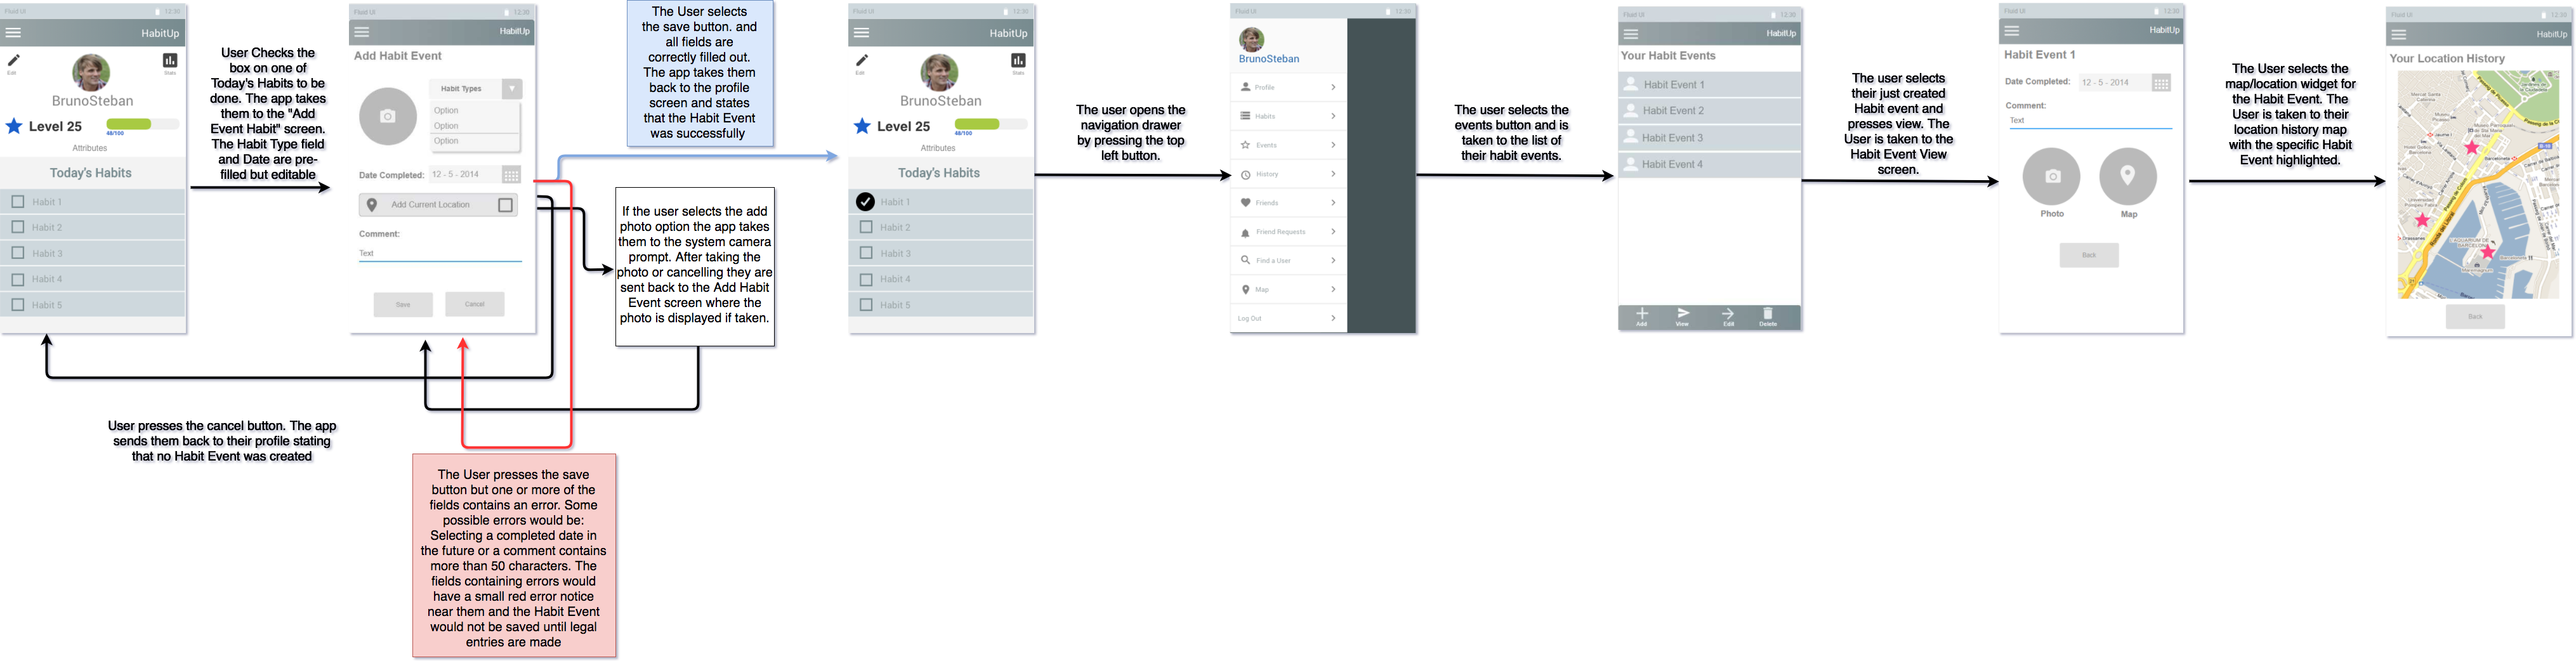 Fluid UI
12:30
HabitUp
Edit
Stats
BrunoSteban
Level 25
48/100
Attributes
Today's Habits
Habit 1
Habit 2
Habit 3
Habit 4
Habit 5
User Checks the
box on one of
Today's Habits to be
done. The app takes
them to the "Add
Event Habit" screen.
The Habit Type field
and Date are pre-
filled but editable
Fluid UI
12:30
HabitUp
Add Habit Event
Habit Types
Option
Option
Option
Date Completed:
12 - 5 - 2014
Add Current Location
Comment:
Text
Save
Cancel
The User selects
the save button. and
all fields are
correctly filled out.
The app takes them
back to the profile
screen and states
that the Habit Event
was successfully
If the user selects the add
photo option the app takes
them to the system camera
prompt. After taking the
photo or cancelling they are
sent back to the Add Habit
Event screen where the
photo is displayed if taken.
User presses the cancel button. The app
sends them back to their profile stating
that no Habit Event was created
The User presses the save
button but one or more of the
fields contains an error. Some
possible errors would be:
Selecting a completed date in
the future or a comment contains
more than 50 characters. The
fields containing errors would
have a small red error notice
near them and the Habit Event
would not be saved until legal
entries are made
Fluid UI
12:30
HabitUp
Edit
Stats
BrunoSteban
Level 25
48/100
Attributes
Today's Habits
Habit 1
Habit 2
Habit 3
Habit 4
Habit 5
The user opens the
navigation drawer
by pressing the top
left button.
Fluid UI
12:30
BrunoSteban
Profile
Habits
Events
History
Friends
Friend Requests
Find a User
Map
Log Out
The user selects the
events button and is
taken to the list of
their habit events.
Fluid UI
12:30
HabitUp
Your Habit Events
Habit Event 1
Habit Event 2
Habit Event 3
Habit Event 4
Add
View
Edit
Delete
The user selects
their just created
Habit event and
presses view. The
User is taken to the
Habit Event View
screen.
Fluid UI
12:30
HabitUp
Habit Event 1
Date Completed:
12 - 5 - 2014
Comment:
Text
Photo
Map
Back
The User selects the
map/location widget for
the Habit Event. The
User is taken to their
location history map
with the specific Habit
Event highlighted.
Fluid UI
12:30
HabitUp
Your Location History
Back